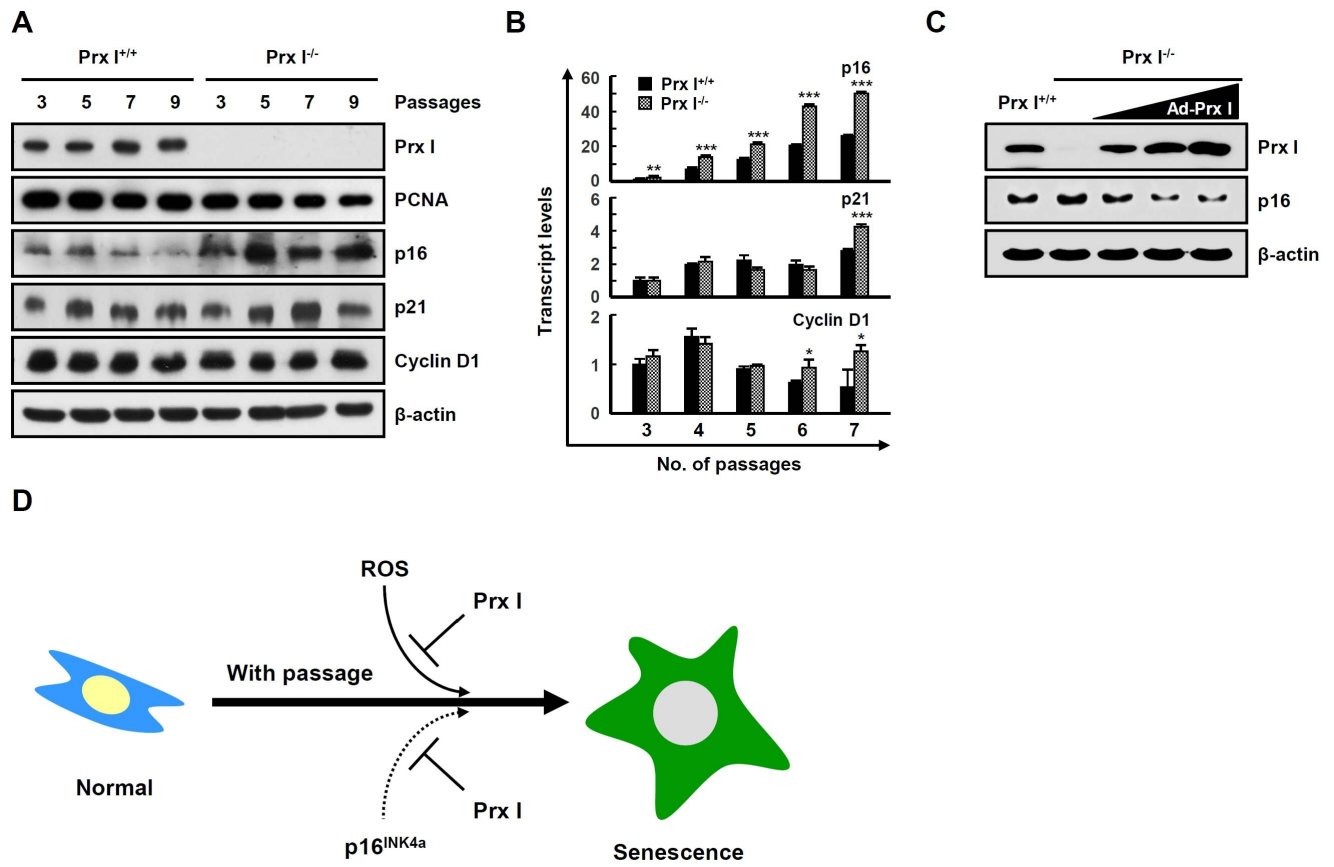 A
Prx I+/+ Prx I-/-
3 5 7 9 3 5 7 9 Passages
Prx I
PCNA
p16
p21
Cyclin D1
β-actin
B
Transcript levels
60
40
20
0
p16
Prx I+/+
Prx I-/-
** *** *** *** ***
6
4
2
0
p21
***
2
1
0
Cyclin D1
* *
3 4 5 6 7
No. of passages
C
Prx I-/-
Prx I+/+
Ad-Prx I
Prx I
p16
β-actin
D
ROS
Prx I
With passage
Normal
Prx I
p16INK4a
Senescence